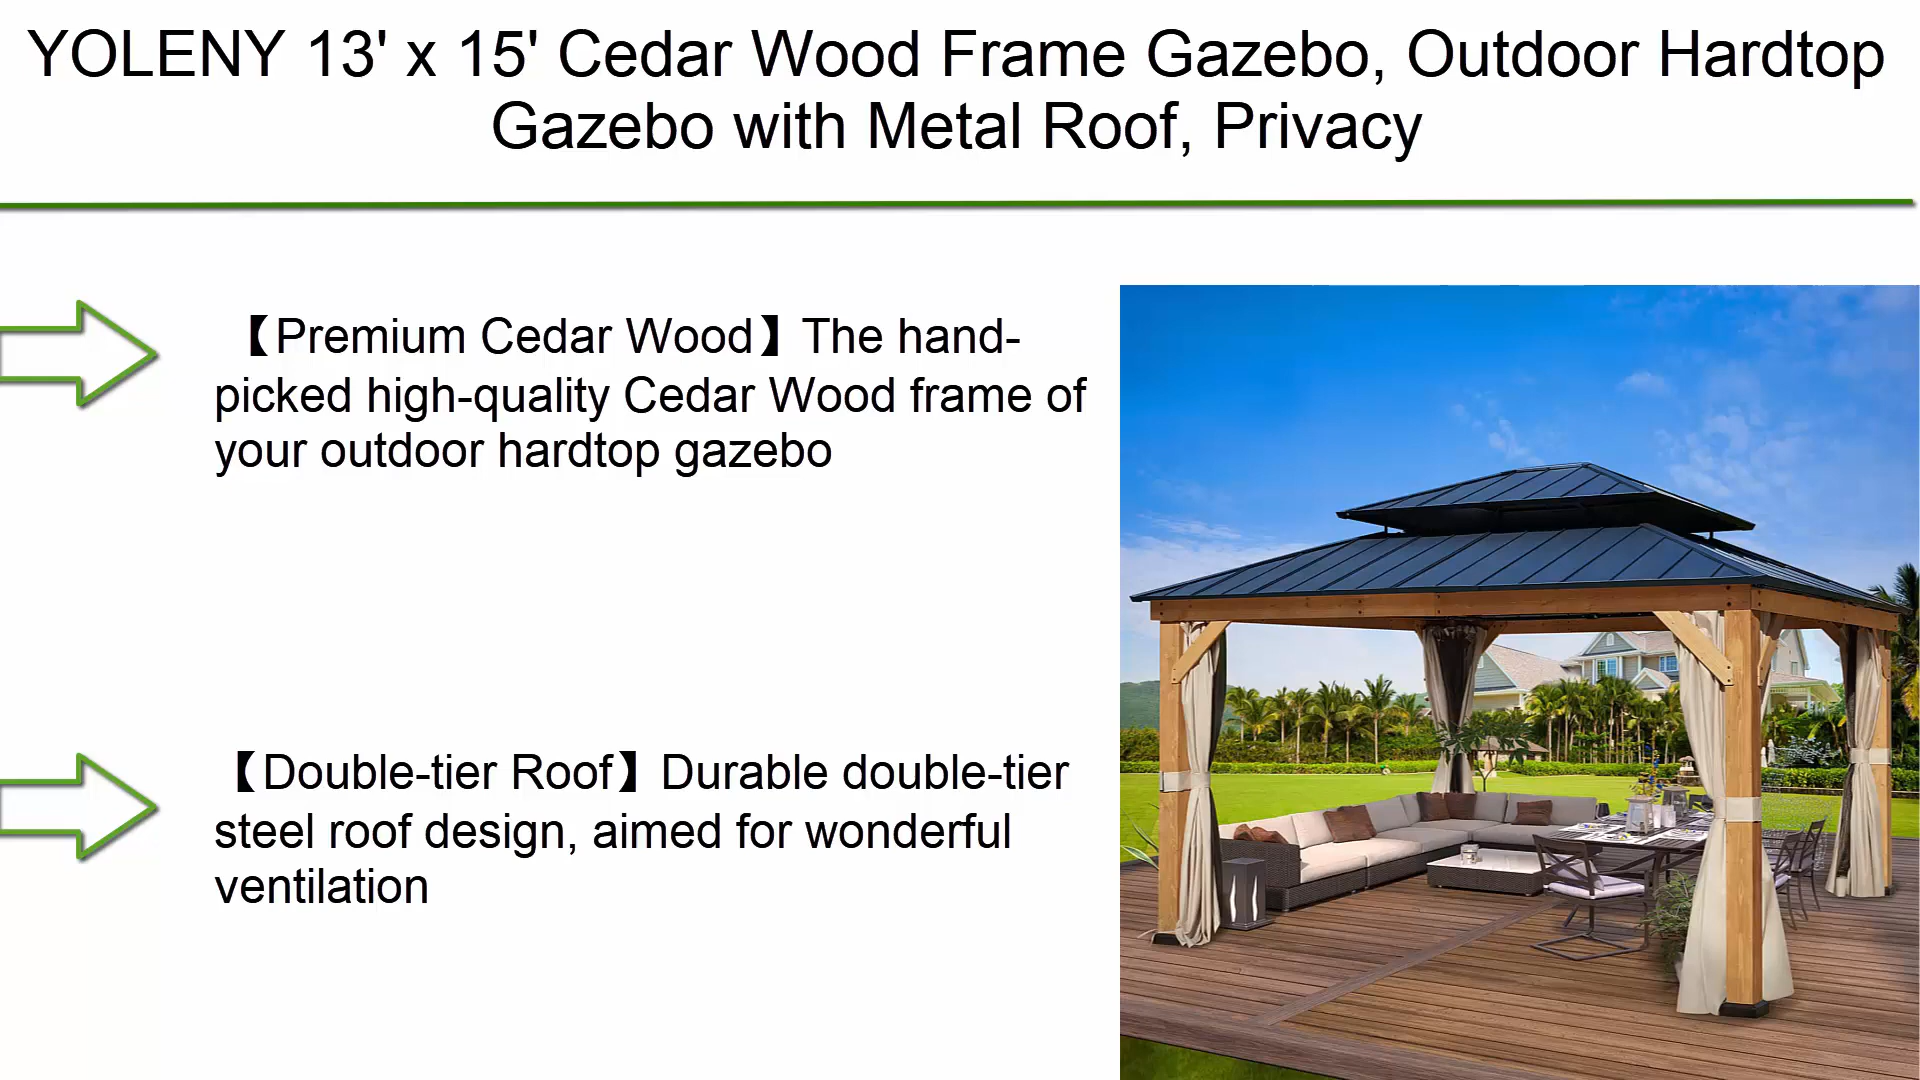 YOLENY 13' x 15' Cedar Wood Frame Gazebo, Outdoor Hardtop
Gazebo with Metal Roof, Privacy
【Premium Cedar Wood】The hand-
picked high-quality Cedar Wood frame of
your outdoor hardtop gazebo
【Double-tier Roof】Durable double-tier
steel roof design, aimed for wonderful
ventilation